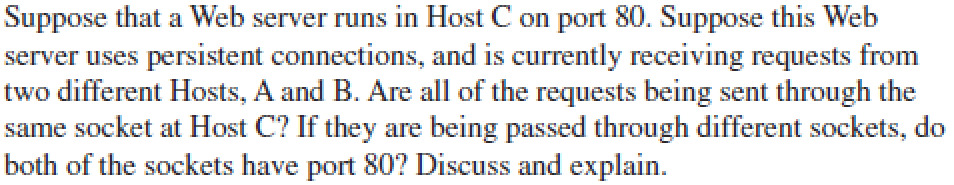 Suppose that a Web server runs in Host C on port 80. Suppose this Web
server uses persistent connections, and is currently receiving requests from
two different Hosts, A and B. Are all of the requests being sent through the
same socket at Host C? If they are being passed through different sockets, do
both of the sockets have port 80? Discuss and explain.